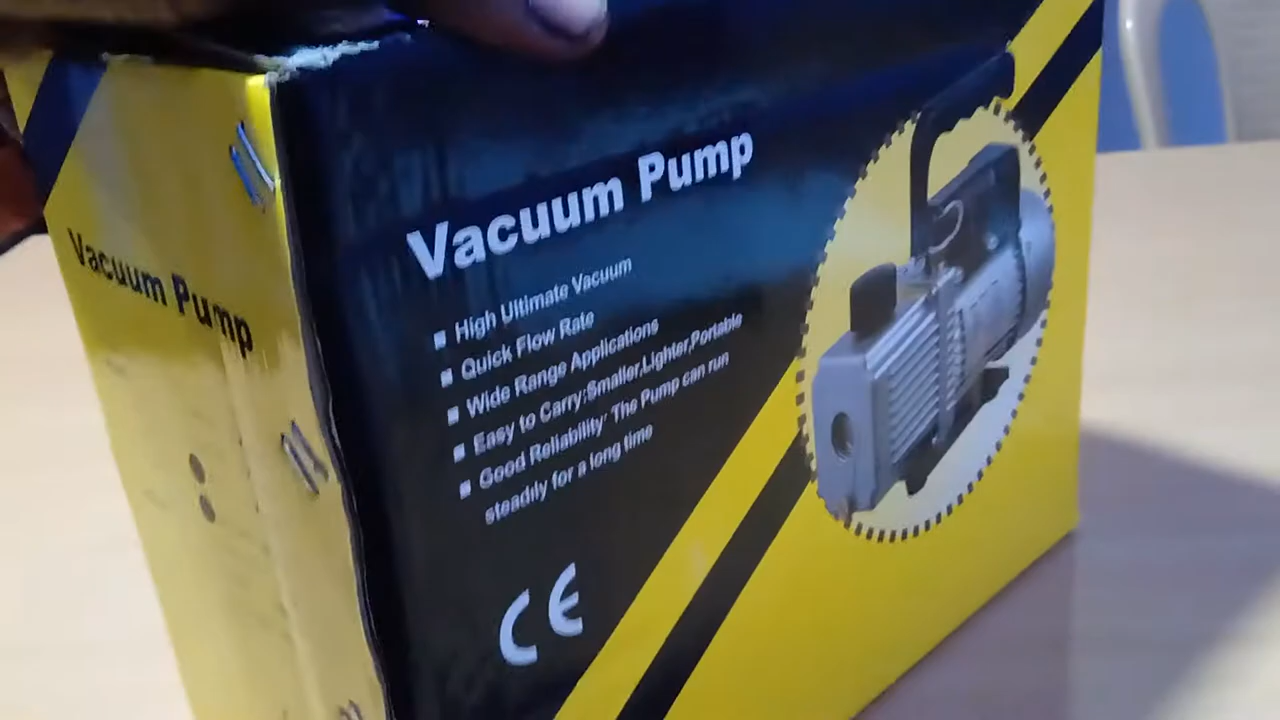 Vacuum Pump
Vacuum Pump
■ High Ultimate Vacuum
■ Quick Flow Rate
■ Wide Range Applications
■ Easy to Carry:Smaller,Lighter,Portable
■ Good Reliability: The Pump can run
steadily for a long time
CE